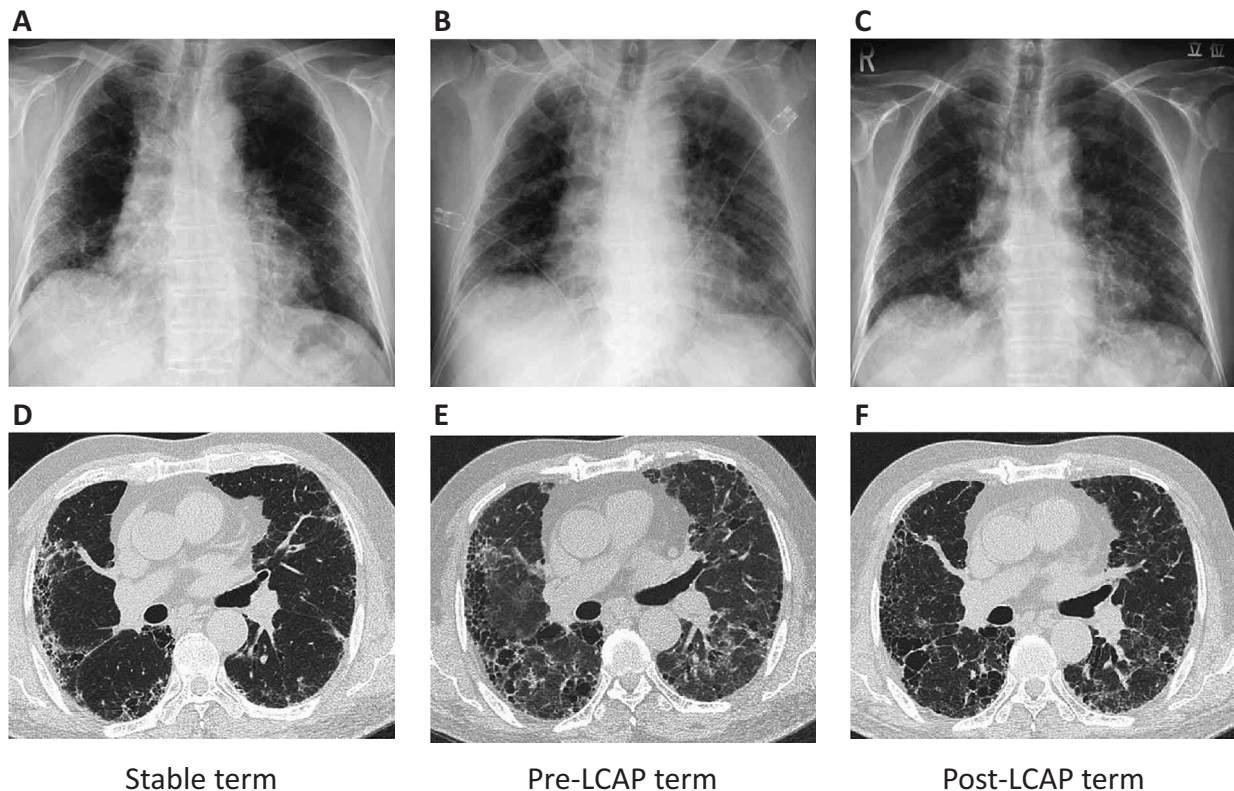 A
B
C
R
立位
D
E
F
Stable term
Pre-LCAP term
Post-LCAP term